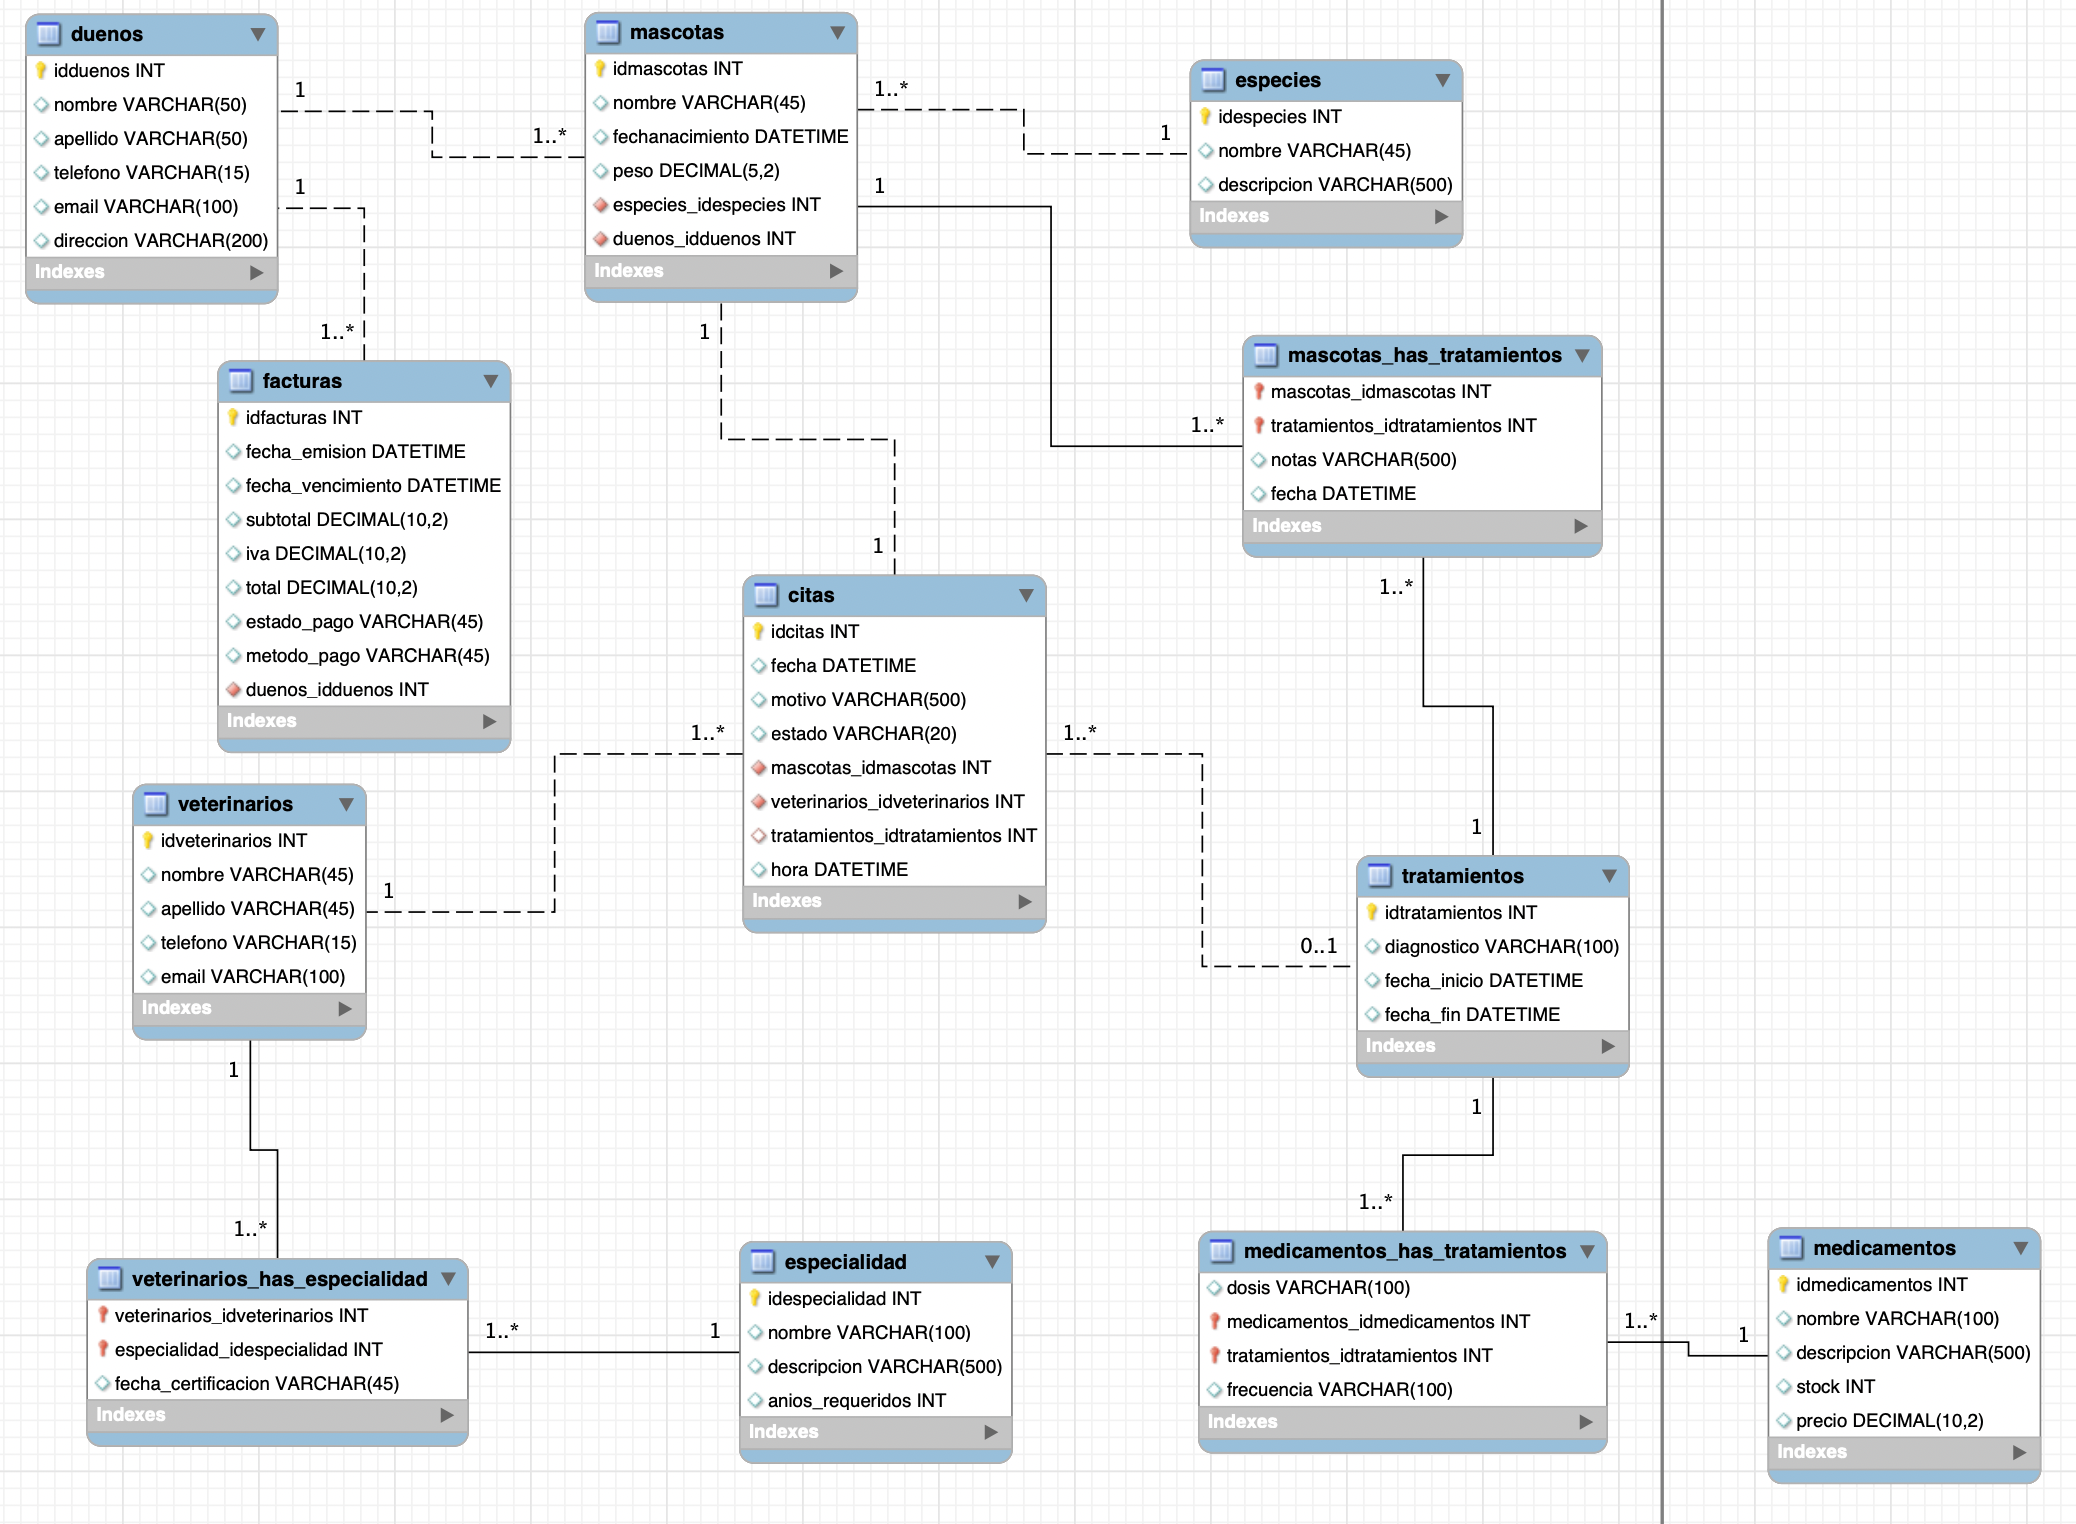 duenos
idduenos INT
nombre VARCHAR(50)
apellido VARCHAR(50)
telefono VARCHAR(15)
email VARCHAR(100)
direccion VARCHAR(200)
Indexes
1
1..*
1
1..*
mascotas
idmascotas INT
nombre VARCHAR(45)
fechanacimiento DATETIME
peso DECIMAL(5,2)
especies_idespecies INT
duenos_idduenos INT
Indexes
1..*
1
1
1..*
1
1
especies
idespecies INT
nombre VARCHAR(45)
descripcion VARCHAR(500)
Indexes
facturas
idfacturas INT
fecha_emision DATETIME
fecha_vencimiento DATETIME
subtotal DECIMAL(10,2)
iva DECIMAL(10,2)
total DECIMAL(10,2)
estado_pago VARCHAR(45)
metodo_pago VARCHAR(45)
duenos_idduenos INT
Indexes
mascotas_has_tratamientos
mascotas_idmascotas INT
tratamientos_idtratamientos INT
notas VARCHAR(500)
fecha DATETIME
Indexes
1..*
1
citas
idcitas INT
fecha DATETIME
motivo VARCHAR(500)
estado VARCHAR(20)
mascotas_idmascotas INT
veterinarios_idveterinarios INT
tratamientos_idtratamientos INT
hora DATETIME
Indexes
1..*
1
1..*
0..1
veterinarios
idveterinarios INT
nombre VARCHAR(45)
apellido VARCHAR(45)
telefono VARCHAR(15)
email VARCHAR(100)
Indexes
1
1..*
tratamientos
idtratamientos INT
diagnostico VARCHAR(100)
fecha_inicio DATETIME
fecha_fin DATETIME
Indexes
1
1..*
veterinarios_has_especialidad
veterinarios_idveterinarios INT
especialidad_idespecialidad INT
fecha_certificacion VARCHAR(45)
Indexes
1..*
1
especialidad
idespecialidad INT
nombre VARCHAR(100)
descripcion VARCHAR(500)
anios_requeridos INT
Indexes
medicamentos_has_tratamientos
dosis VARCHAR(100)
medicamentos_idmedicamentos INT
tratamientos_idtratamientos INT
frecuencia VARCHAR(100)
Indexes
1..*
1
medicamentos
idmedicamentos INT
nombre VARCHAR(100)
descripcion VARCHAR(500)
stock INT
precio DECIMAL(10,2)
Indexes